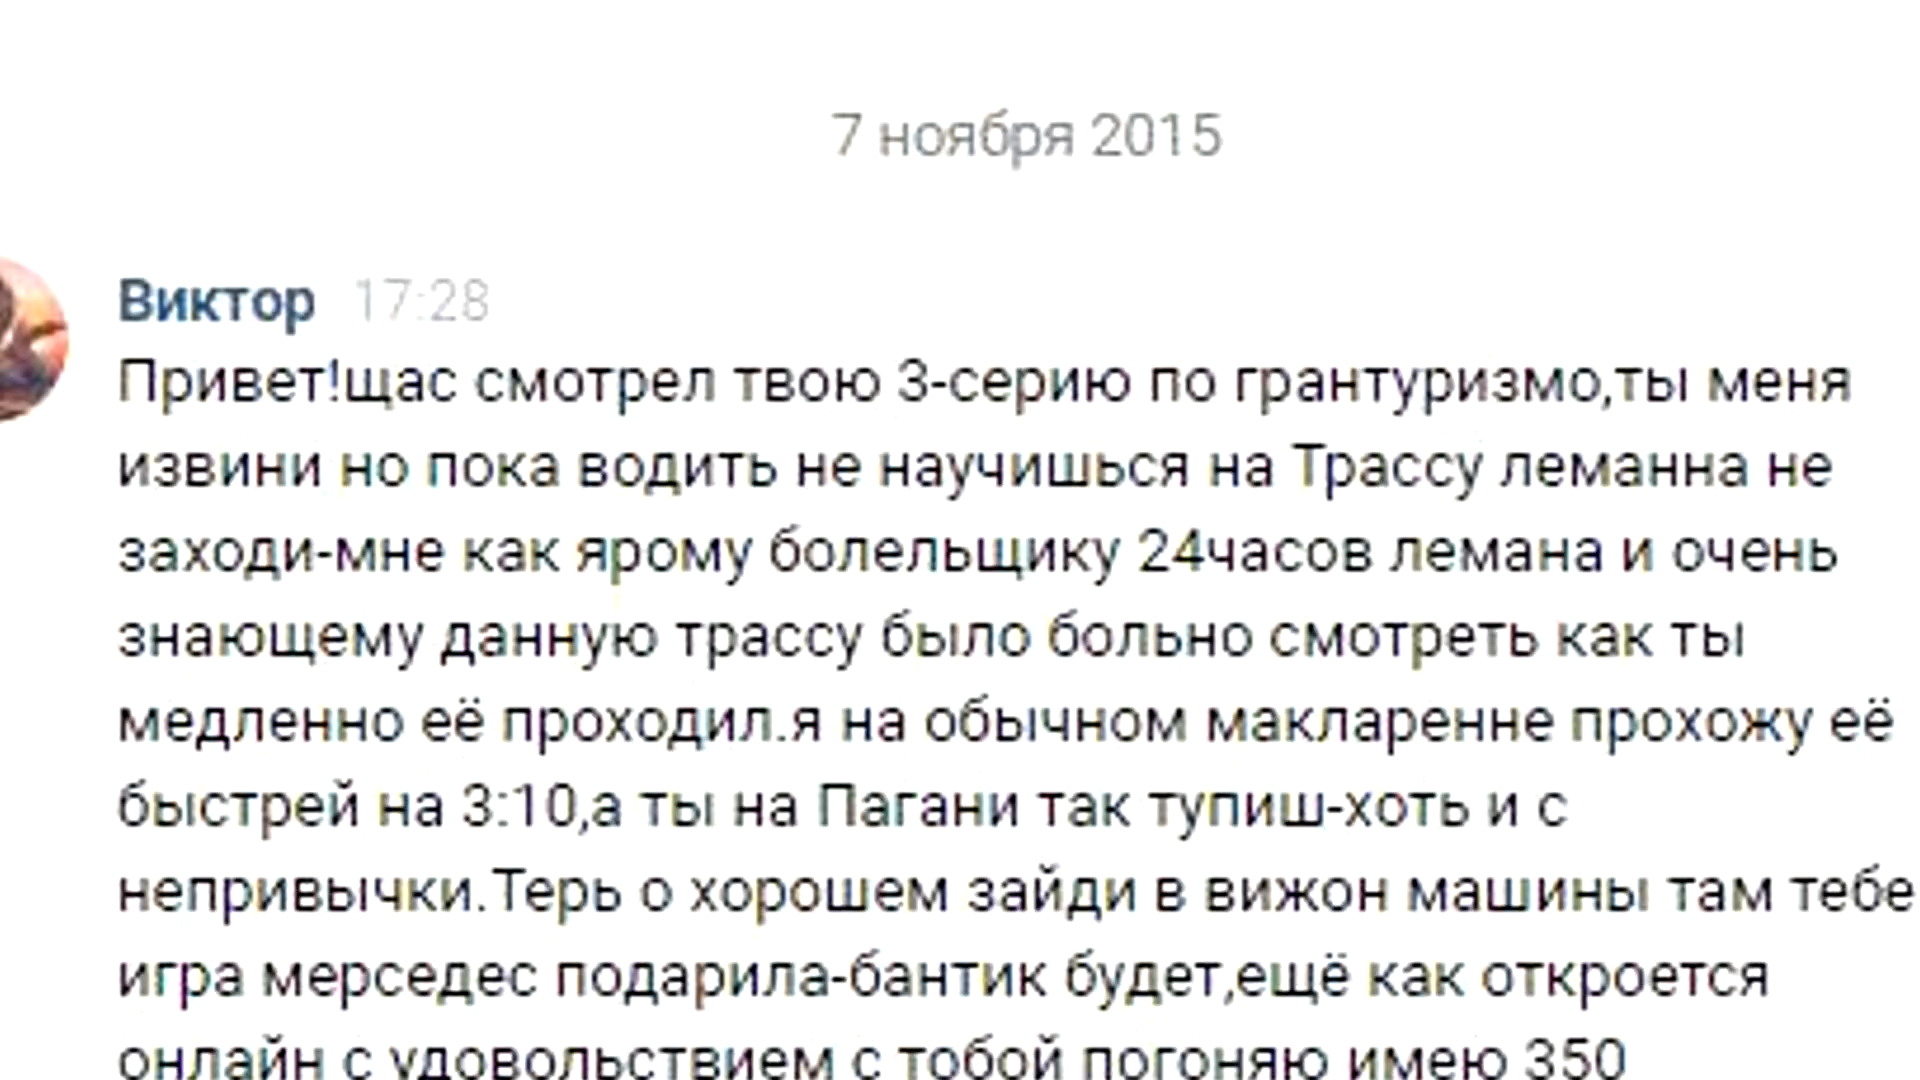 7 ноября 2015
Виктор 17:28
Привет!щас смотрел твою 3-серию по грантуризмо,ты меня
извини но пока водить не научишься на Трассу леманна не
заходи-мне как ярому болельщику 24часов лемана и очень
знающему данную трассу было больно смотреть как ты
медленно её проходил.я на обычном макларенне прохожу её
быстрей на 3:10,а ты на Пагани так тупиш-хоть и с
непривычки.Терь о хорошем зайди в вижон машины там тебе
игра мерседес подарила-бантик будет,ещё как откроется
онлайн с удовольствием с тобой погоняю имею 350